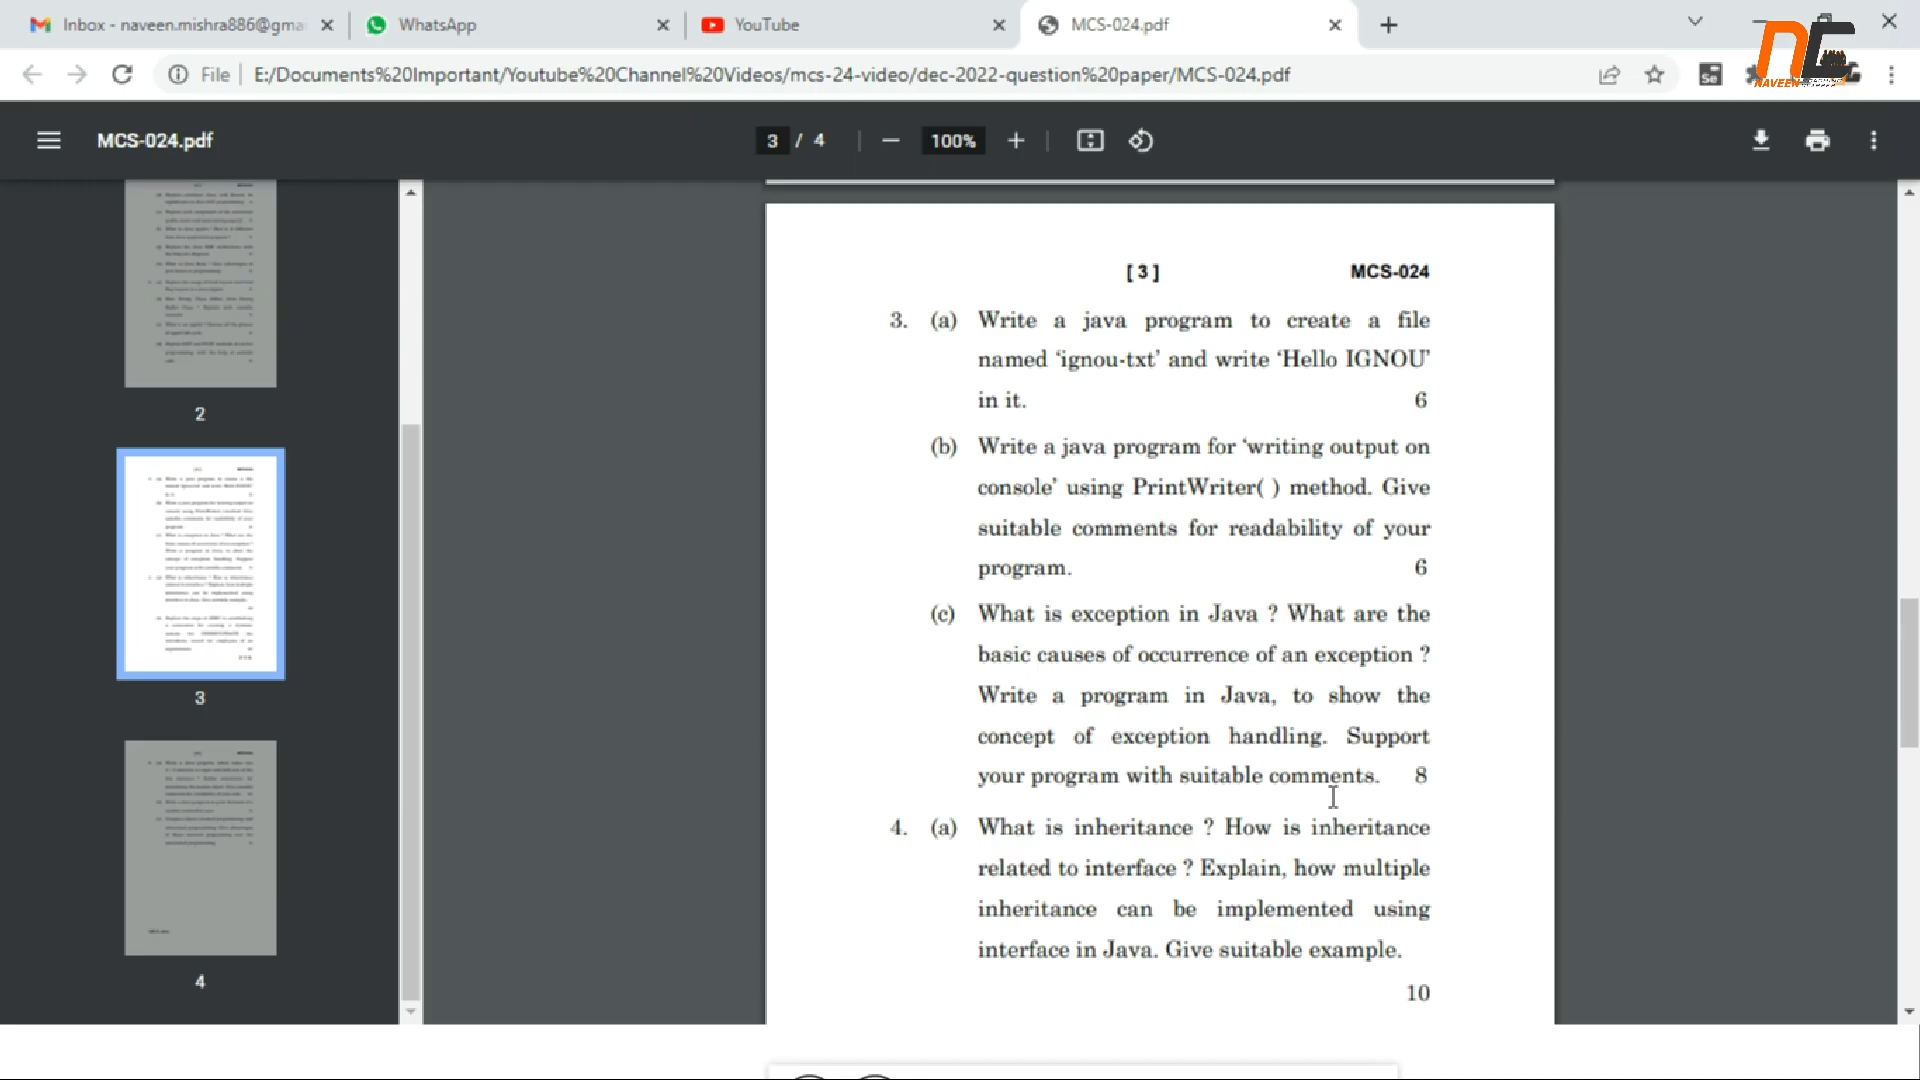 Inbox - naveen.mishra886@gma
WhatsApp
YouTube
MCS-024.pdf
File
E:/Documents%20Important/Youtube%20Channel%20Videos/mcs-24-video/dec-2022-question%20paper/MCS-024.pdf
Se
NAVEEN
MCS-024.pdf
3 / 4
100%
2
3
4
[ 3 ] MCS-024
3. (a) Write a java program to create a file
named ‘ignou-txt’ and write ‘Hello IGNOU’
in it. 6
(b) Write a java program for ‘writing output on
console’ using PrintWriter( ) method. Give
suitable comments for readability of your
program. 6
(c) What is exception in Java ? What are the
basic causes of occurrence of an exception ?
Write a program in Java, to show the
concept of exception handling. Support
your program with suitable comments. 8
4. (a) What is inheritance ? How is inheritance
related to interface ? Explain, how multiple
inheritance can be implemented using
interface in Java. Give suitable example.
10